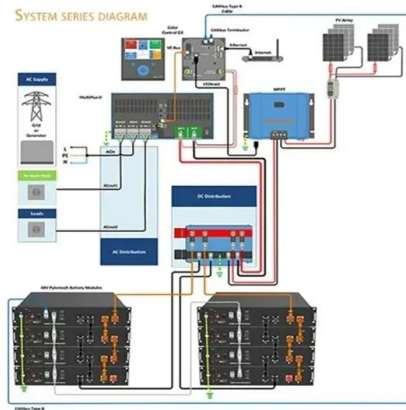 SYSTEM SERIES DIAGRAM
CANbus Type B
Cable
Color
Control GX
CANbus Terminator
PV Array
VE Bus
Ethernet
Internet
AC Supply
VE Direct
MultiPlus-II
MPPT
Grid
or
Generator
L
PE
N
ACin
ACout1
Loads
ACout2
DC Distribution
AC Distribution
48V Pylontech Battery Modules
CANbus Type B